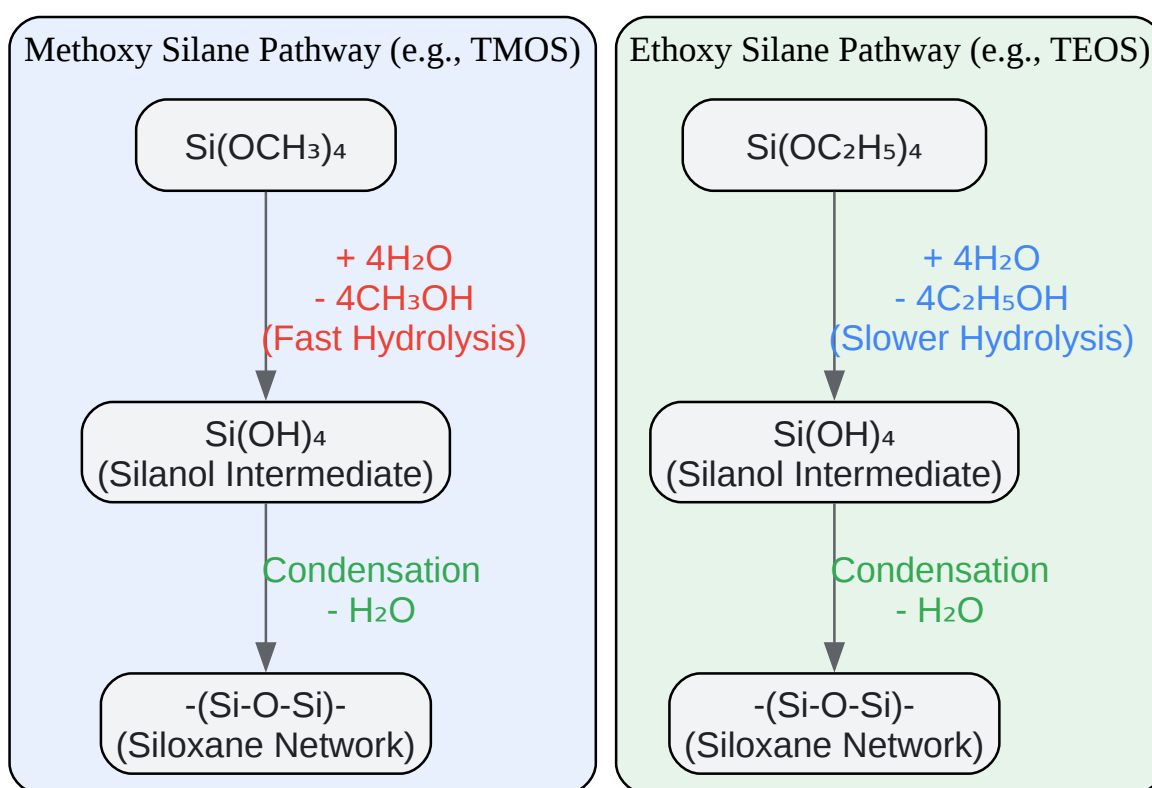 Methoxy Silane Pathway (e.g., TMOS)
Si(OCH₃)₄
+ 4H₂O
- 4CH₃OH
(Fast Hydrolysis)
Si(OH)₄
(Silanol Intermediate)
Condensation
- H₂O
-(Si-O-Si)-
(Siloxane Network)
Ethoxy Silane Pathway (e.g., TEOS)
Si(OC₂H₅)₄
+ 4H₂O
- 4C₂H₅OH
(Slower Hydrolysis)
Si(OH)₄
(Silanol Intermediate)
Condensation
- H₂O
-(Si-O-Si)-
(Siloxane Network)